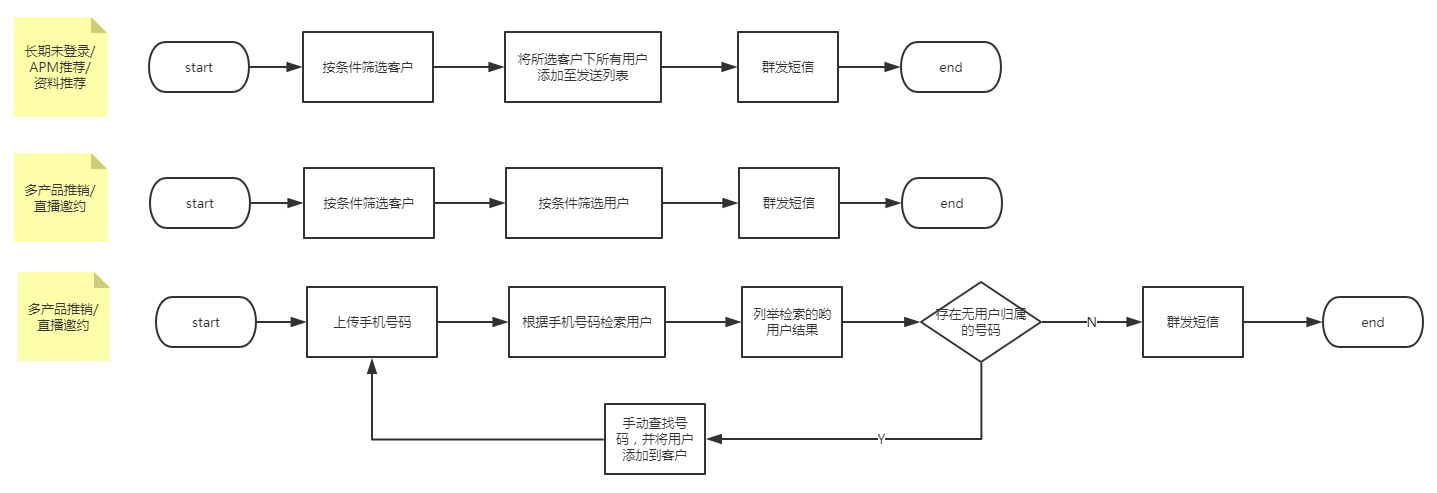 长期未登录/
APM推荐/
资料推荐
start
按条件筛选客户
将所选客户下所有用户
添加至发送列表
群发短信
end
多产品推销/
直播邀约
start
按条件筛选客户
按条件筛选用户
群发短信
end
多产品推销/
直播邀约
start
上传手机号码
根据手机号码检索用户
列举检索的哟
用户结果
存在无用户归属
的号码
N
群发短信
end
手动查找号
码，并将用户
添加到客户
Y